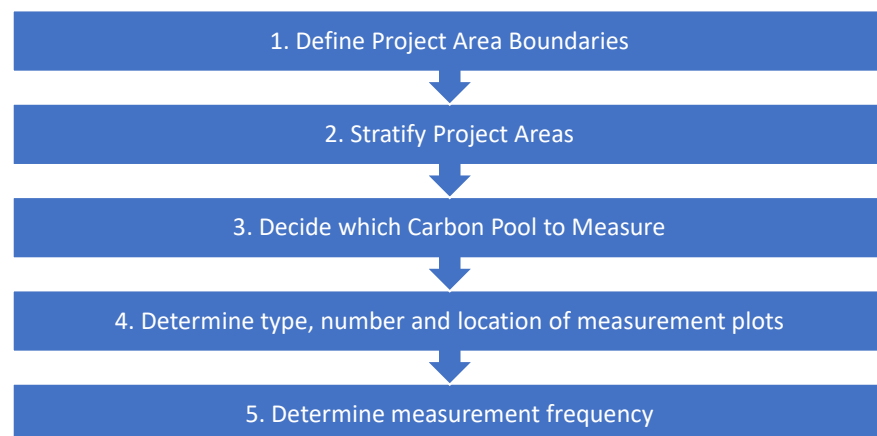 1. Define Project Area Boundaries
2. Stratify Project Areas
3. Decide which Carbon Pool to Measure
4. Determine type, number and location of measurement plots
5. Determine measurement frequency